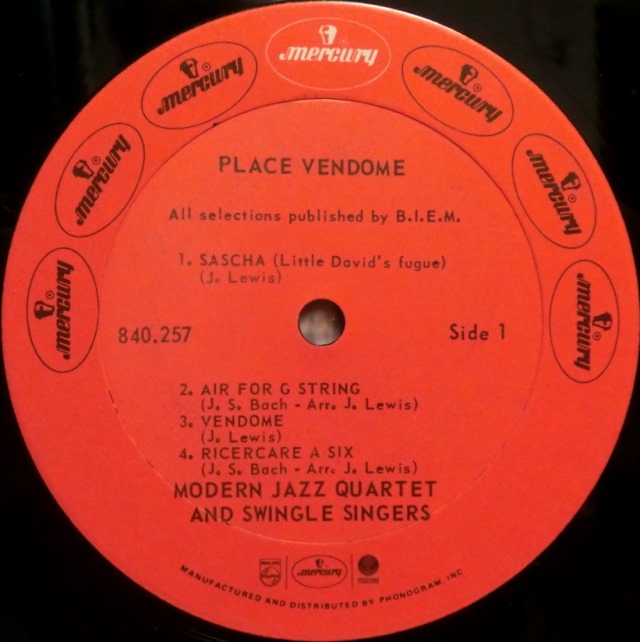 mercury
mercury
mercury
mercury
mercury
mercury
mercury
PLACE VENDOME
All selections published by B.I.E.M.
1. SASCHA (Little David's fugue)
(J. Lewis)
840.257
Side 1
2. AIR FOR G STRING
(J. S. Bach - Arr. J. Lewis)
3. VENDOME
(J. Lewis)
4. RICERCARE A SIX
(J. S. Bach - Arr. J. Lewis)
MODERN JAZZ QUARTET
AND SWINGLE SINGERS
PHILIPS
mercury
MANUFACTURED AND DISTRIBUTED BY PHONOGRAM, INC.